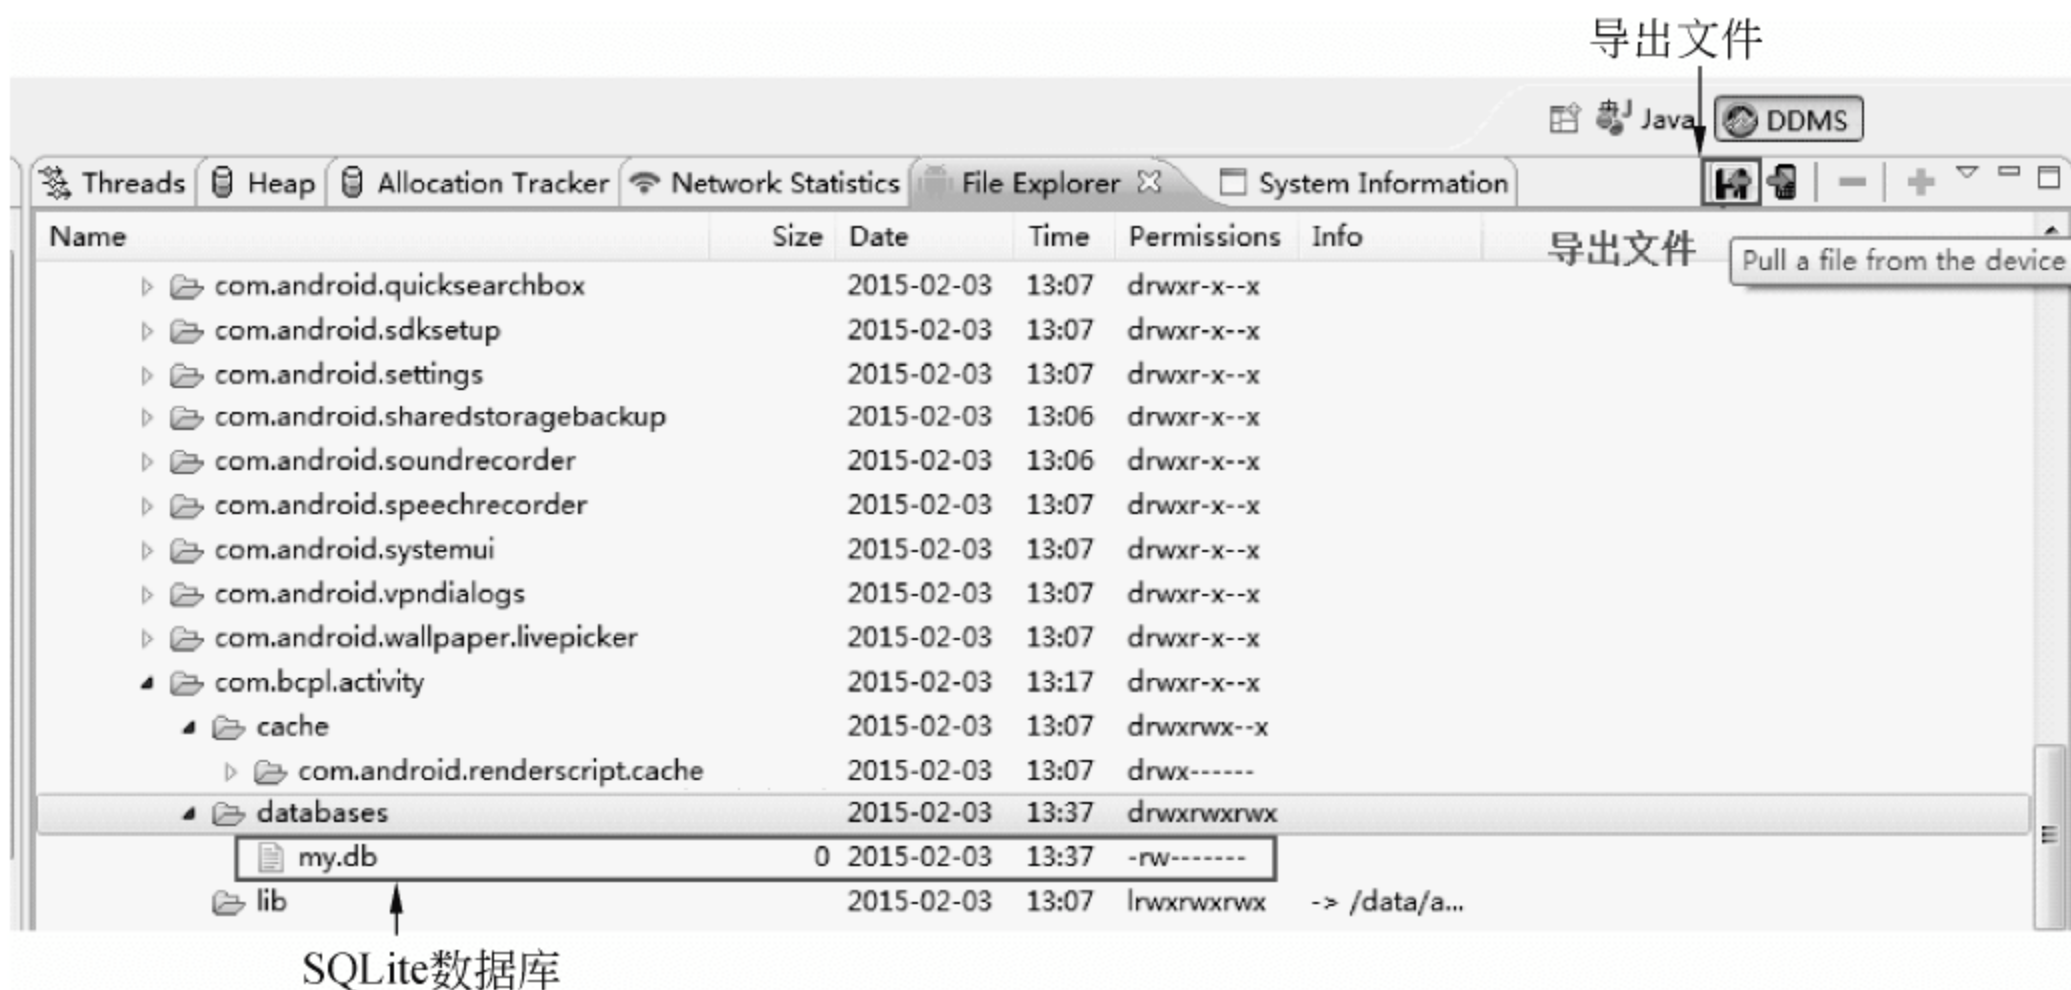 导出文件
Java DDMS
Threads Heap Allocation Tracker Network Statistics File Explorer System Information
Name Size Date Time Permissions Info
导出文件 Pull a file from the device
com.android.quicksearchbox 2015-02-03 13:07 drwxr-x--x
com.android.sdksetup 2015-02-03 13:07 drwxr-x--x
com.android.settings 2015-02-03 13:07 drwxr-x--x
com.android.sharedstoragebackup 2015-02-03 13:06 drwxr-x--x
com.android.soundrecorder 2015-02-03 13:06 drwxr-x--x
com.android.speechrecorder 2015-02-03 13:07 drwxr-x--x
com.android.systemui 2015-02-03 13:07 drwxr-x--x
com.android.vpndialogs 2015-02-03 13:07 drwxr-x--x
com.android.wallpaper.livepicker 2015-02-03 13:07 drwxr-x--x
com.bcpl.activity 2015-02-03 13:17 drwxr-x--x
cache 2015-02-03 13:07 drwxrwx--x
com.android.renderscript.cache 2015-02-03 13:07 drwx------
databases 2015-02-03 13:37 drwxrwxrwx
my.db 0 2015-02-03 13:37 -rw-------
lib 2015-02-03 13:07 lrwxrwxrwx -> /data/a...
SQLite数据库